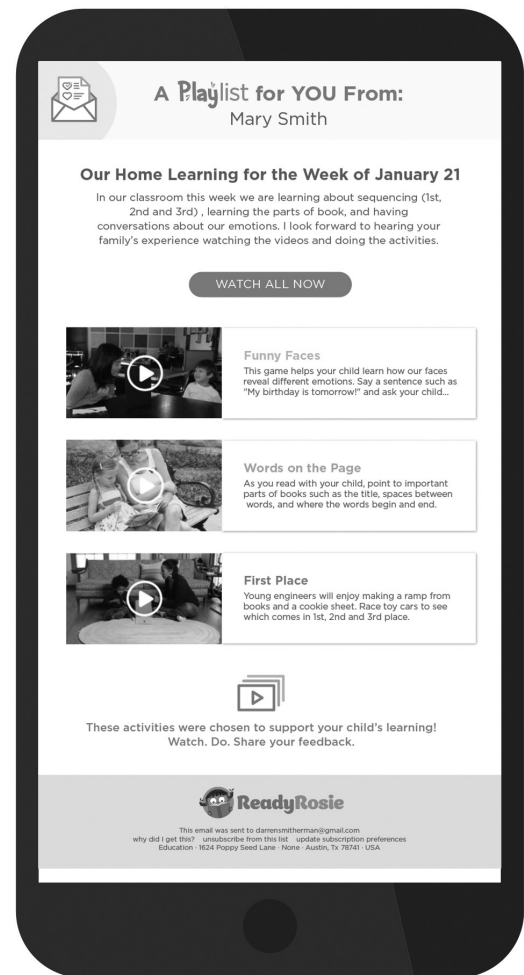 A Playlist for YOU From:
Mary Smith
Our Home Learning for the Week of January 21
In our classroom this week we are learning about sequencing (1st,
2nd and 3rd) , learning the parts of book, and having
conversations about our emotions. I look forward to hearing your
family's experience watching the videos and doing the activities.
WATCH ALL NOW
Funny Faces
This game helps your child learn how our faces
reveal different emotions. Say a sentence such as
"My birthday is tomorrow!" and ask your child...
Words on the Page
As you read with your child, point to important
parts of books such as the title, spaces between
words, and where the words begin and end.
First Place
Young engineers will enjoy making a ramp from
books and a cookie sheet. Race toy cars to see
which comes in 1st, 2nd and 3rd place.
These activities were chosen to support your child's learning!
Watch. Do. Share your feedback.
ReadyRosie
This email was sent to darrensmitherman@gmail.com
why did I get this? unsubscribe from this list update subscription preferences
Education · 1624 Poppy Seed Lane · None · Austin, Tx 78741 · USA